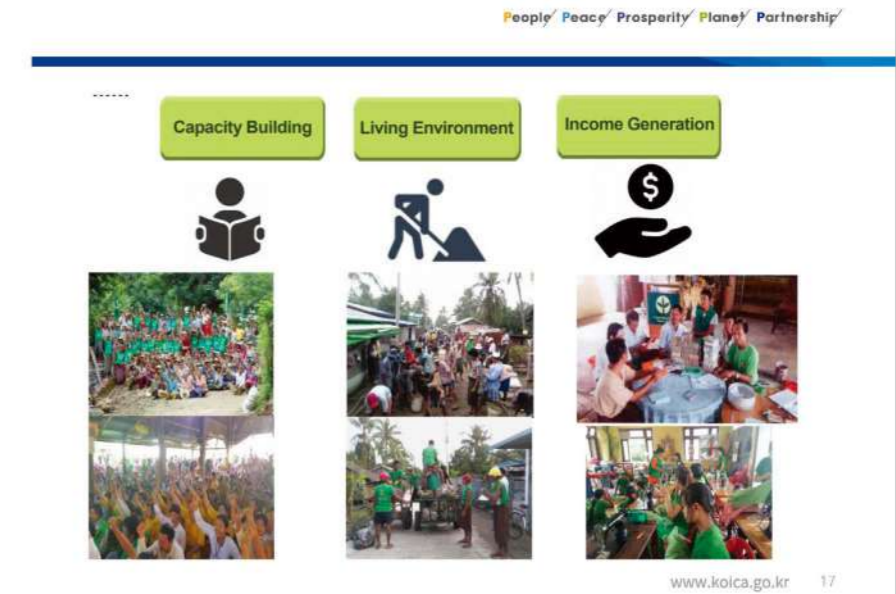 People/ Peace/ Prosperity/ Planet/ Partnership/
------
Capacity Building
Living Environment
Income Generation
$
www.koica.go.kr 17